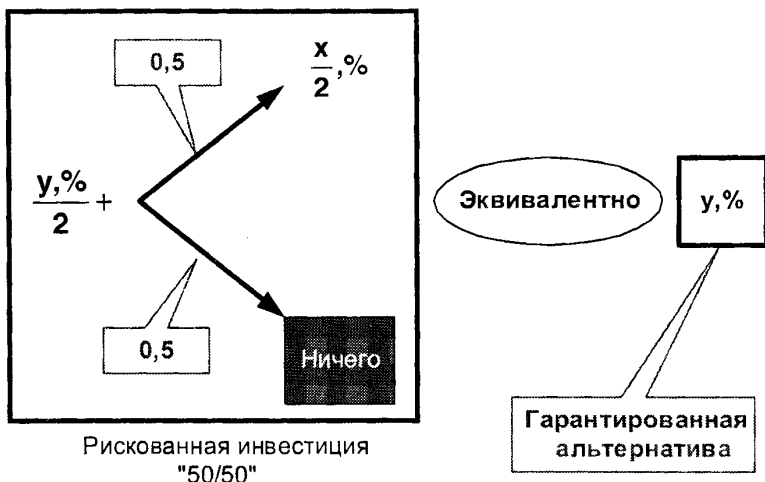 0,5
x/2,%
y,%/2 +
0,5
Ничего
Рискованная инвестиция
"50/50"
Эквивалентно
y,%
Гарантированная
альтернатива